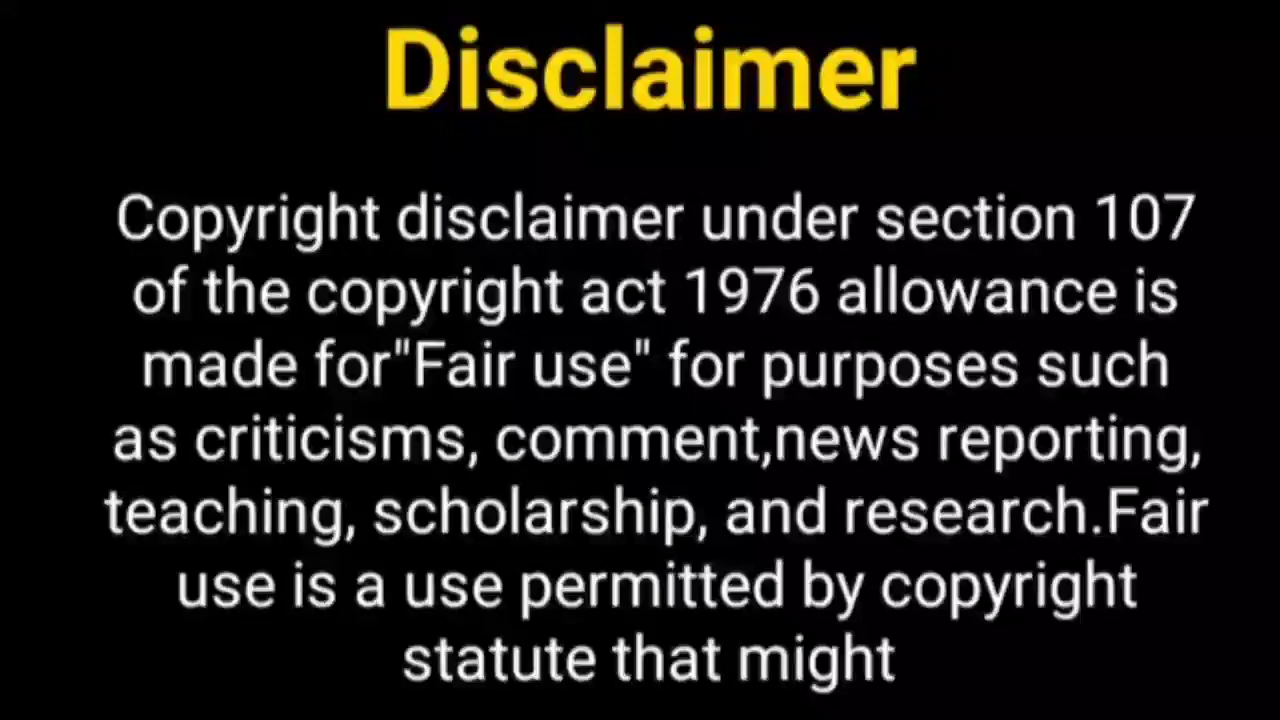 Disclaimer
Copyright disclaimer under section 107
of the copyright act 1976 allowance is
made for"Fair use" for purposes such
as criticisms, comment,news reporting,
teaching, scholarship, and research.Fair
use is a use permitted by copyright
statute that might